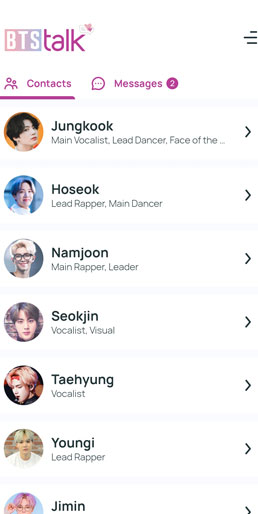 BTStalk
Contacts
Messages 2
Jungkook
Main Vocalist, Lead Dancer, Face of the ...
Hoseok
Lead Rapper, Main Dancer
Namjoon
Main Rapper, Leader
Seokjin
Vocalist, Visual
Taehyung
Vocalist
Youngi
Lead Rapper
Jimin